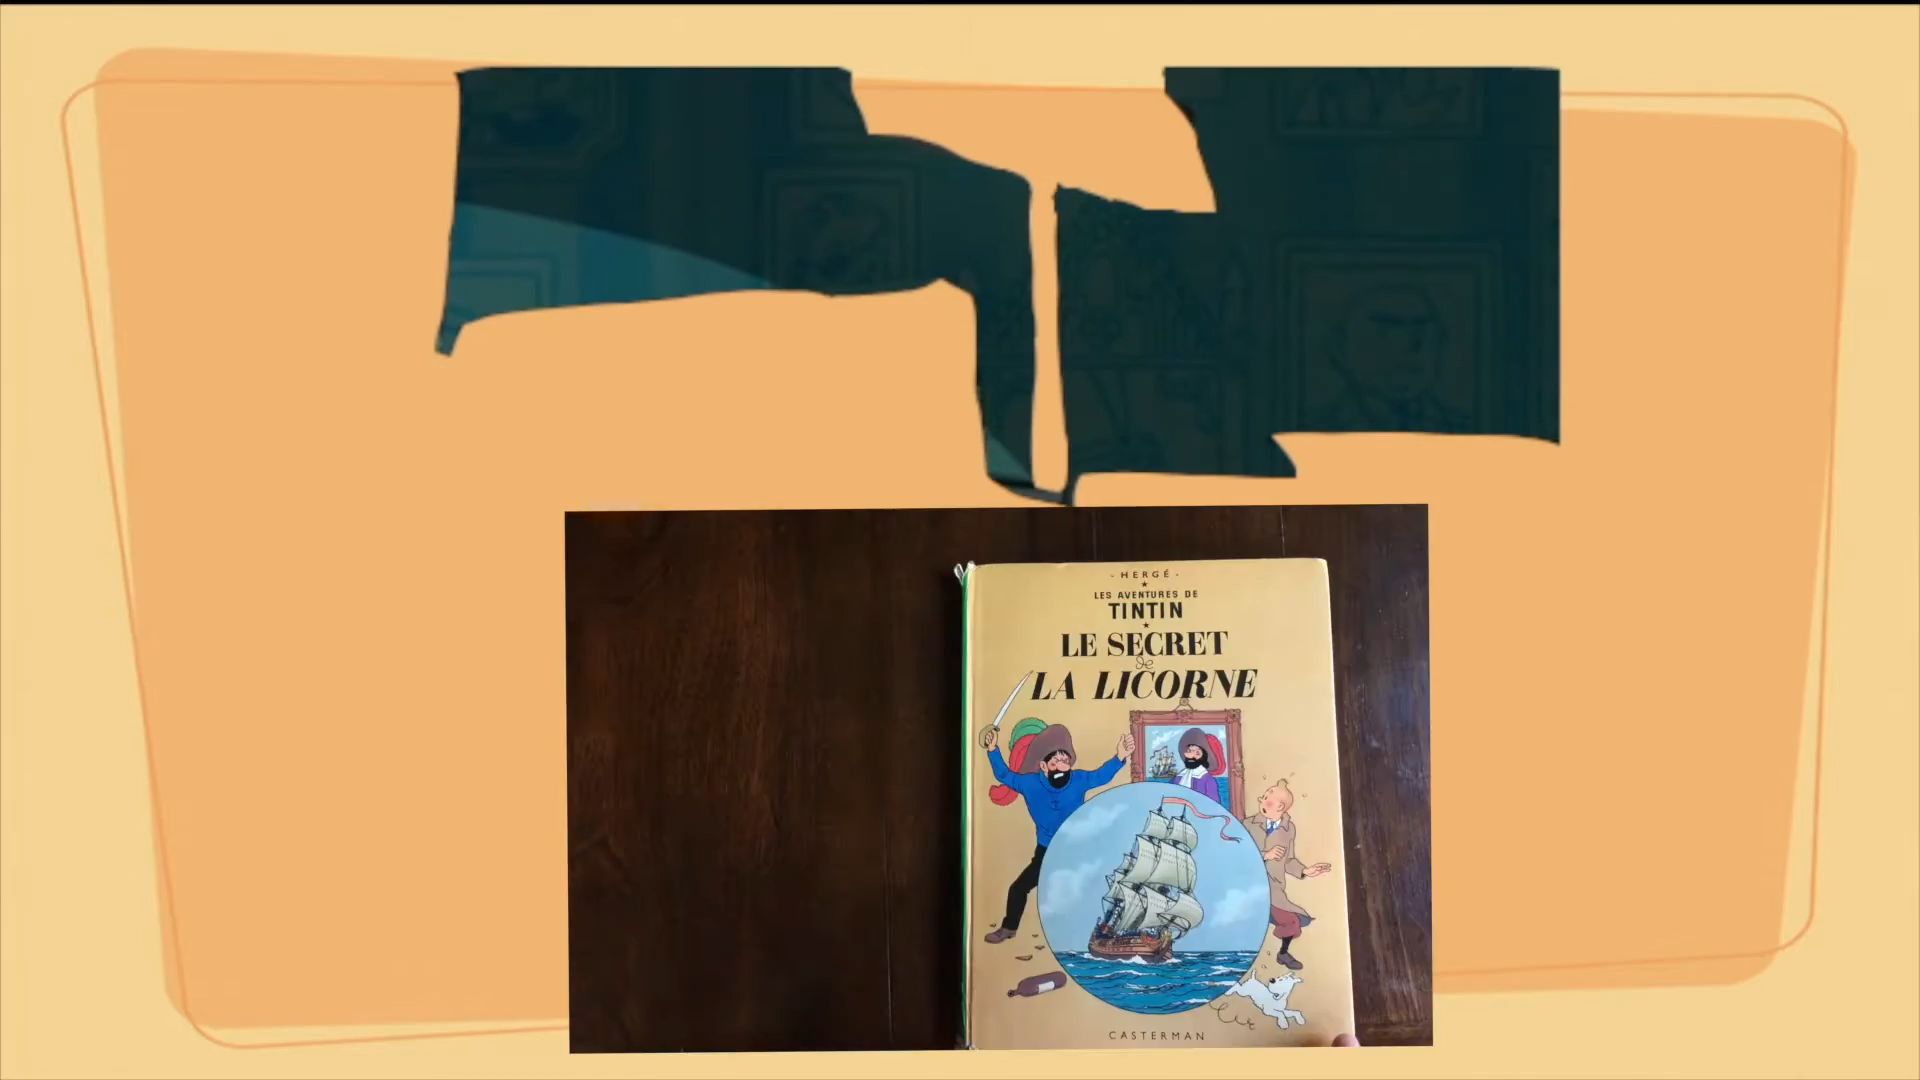 - HERGÉ -
LES AVENTURES DE
TINTIN
LE SECRET
de
LA LICORNE
CASTERMAN